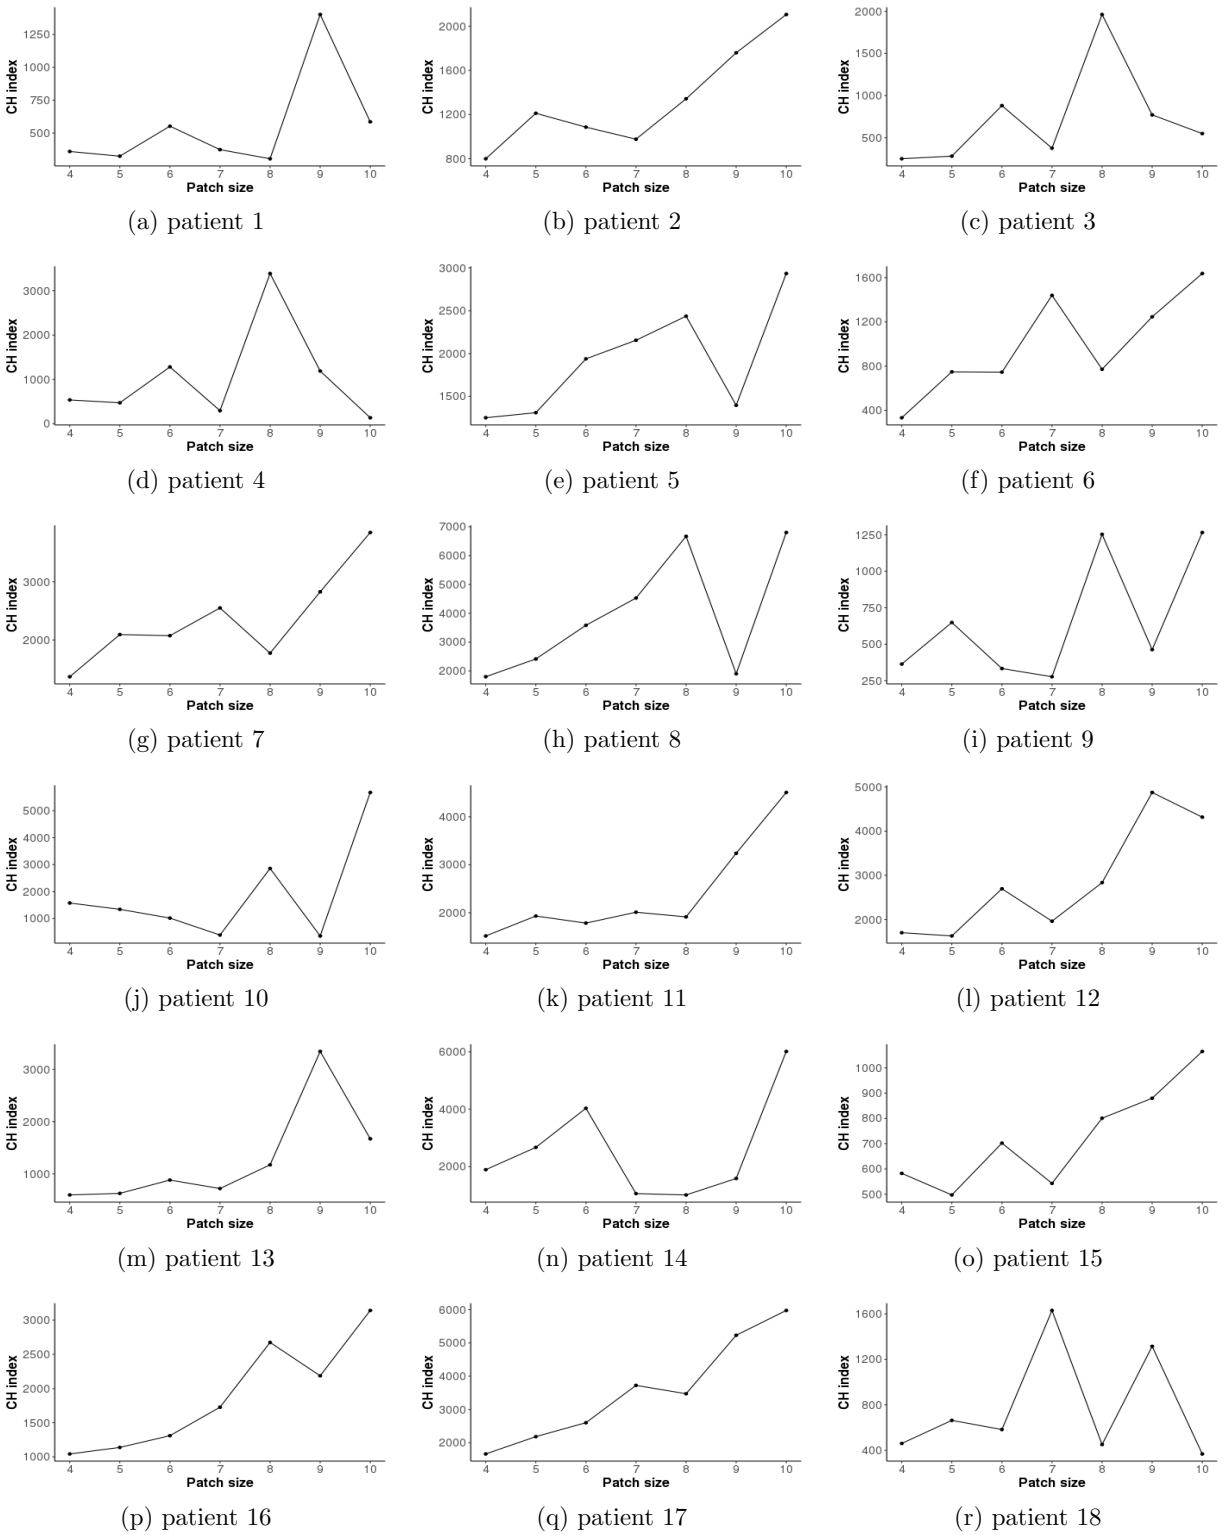 CH index
1250
1000
750
500
4 5 6 7 8 9 10
Patch size
(a) patient 1
CH index
2000
1600
1200
800
4 5 6 7 8 9 10
Patch size
(b) patient 2
CH index
2000
1500
1000
500
4 5 6 7 8 9 10
Patch size
(c) patient 3
CH index
3000
2000
1000
0
4 5 6 7 8 9 10
Patch size
(d) patient 4
CH index
3000
2500
2000
1500
4 5 6 7 8 9 10
Patch size
(e) patient 5
CH index
1600
1200
800
400
4 5 6 7 8 9 10
Patch size
(f) patient 6
CH index
3000
2000
4 5 6 7 8 9 10
Patch size
(g) patient 7
CH index
7000
6000
5000
4000
3000
2000
4 5 6 7 8 9 10
Patch size
(h) patient 8
CH index
1250
1000
750
500
250
4 5 6 7 8 9 10
Patch size
(i) patient 9
CH index
5000
4000
3000
2000
1000
4 5 6 7 8 9 10
Patch size
(j) patient 10
CH index
4000
3000
2000
4 5 6 7 8 9 10
Patch size
(k) patient 11
CH index
5000
4000
3000
2000
4 5 6 7 8 9 10
Patch size
(l) patient 12
CH index
3000
2000
1000
4 5 6 7 8 9 10
Patch size
(m) patient 13
CH index
6000
4000
2000
4 5 6 7 8 9 10
Patch size
(n) patient 14
CH index
1000
900
800
700
600
500
4 5 6 7 8 9 10
Patch size
(o) patient 15
CH index
3000
2500
2000
1500
1000
4 5 6 7 8 9 10
Patch size
(p) patient 16
CH index
6000
5000
4000
3000
2000
4 5 6 7 8 9 10
Patch size
(q) patient 17
CH index
1600
1200
800
400
4 5 6 7 8 9 10
Patch size
(r) patient 18